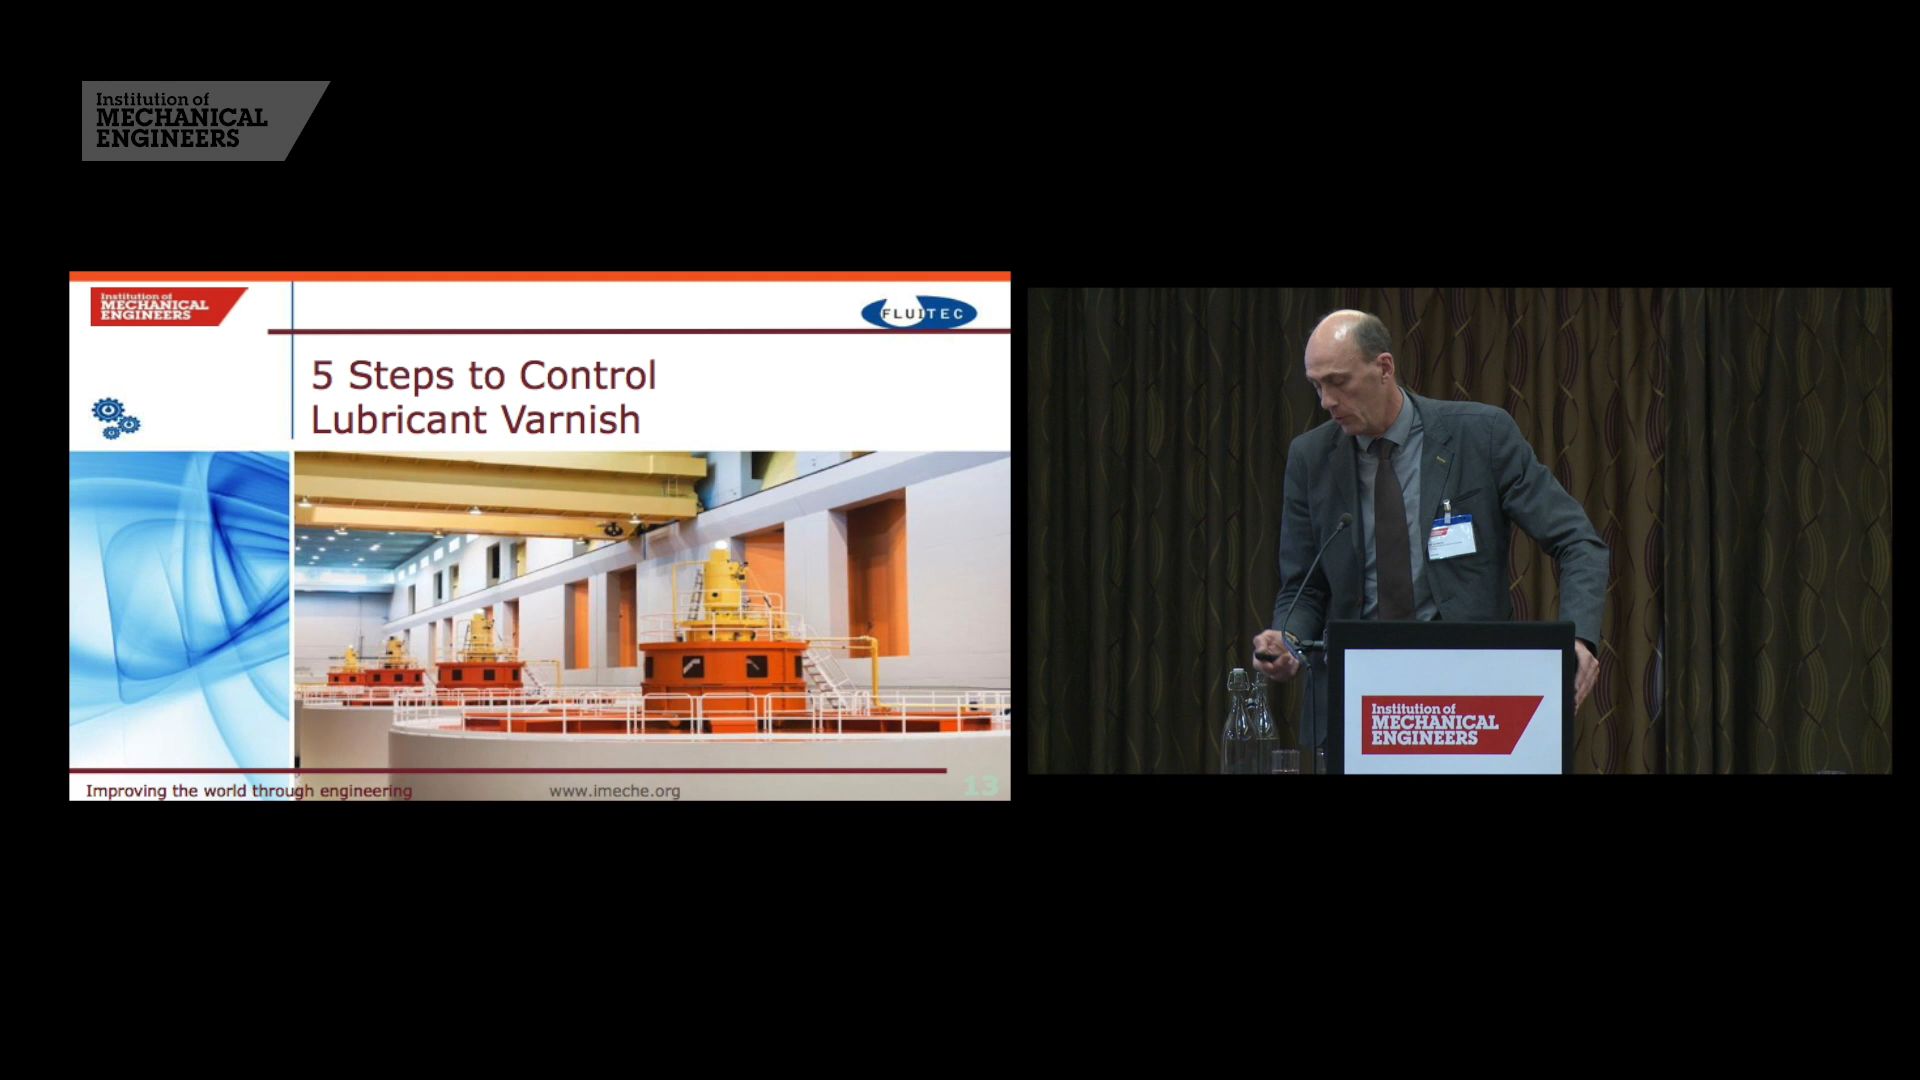 Institution of
MECHANICAL
ENGINEERS
Institution of
MECHANICAL
ENGINEERS
FLUITEC
5 Steps to Control
Lubricant Varnish
Improving the world through engineering
www.imeche.org
13
Institution of
MECHANICAL
ENGINEERS